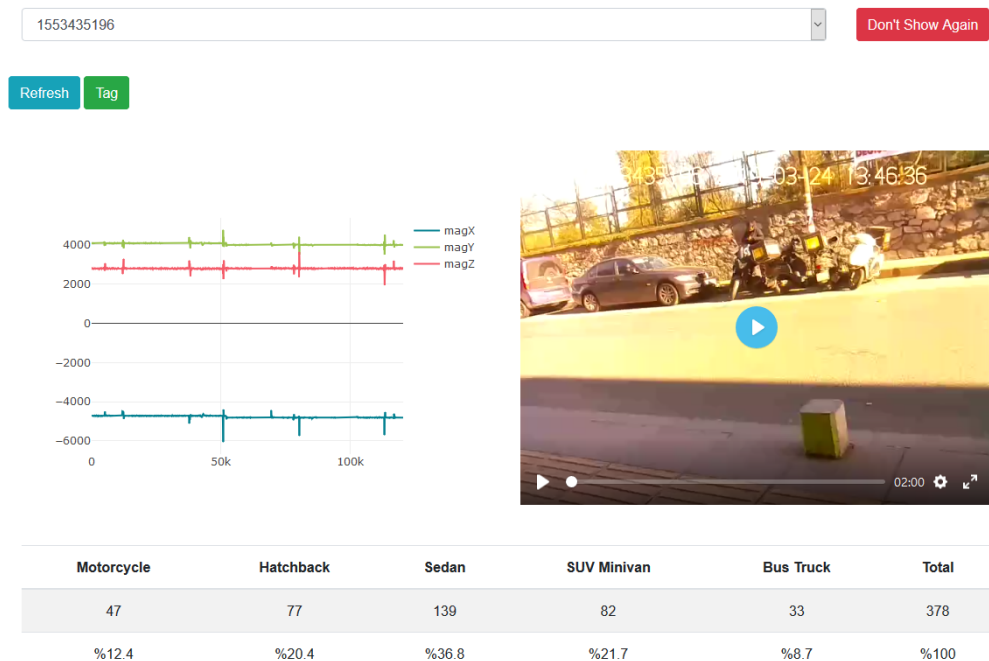 1553435196
Don't Show Again
Refresh
Tag
03-24 13:46:36
magX
magY
magZ
4000
2000
0
−2000
−4000
−6000
0 50k 100k
02:00
Motorcycle Hatchback Sedan SUV Minivan Bus Truck Total
47 77 139 82 33 378
%12.4 %20.4 %36.8 %21.7 %8.7 %100